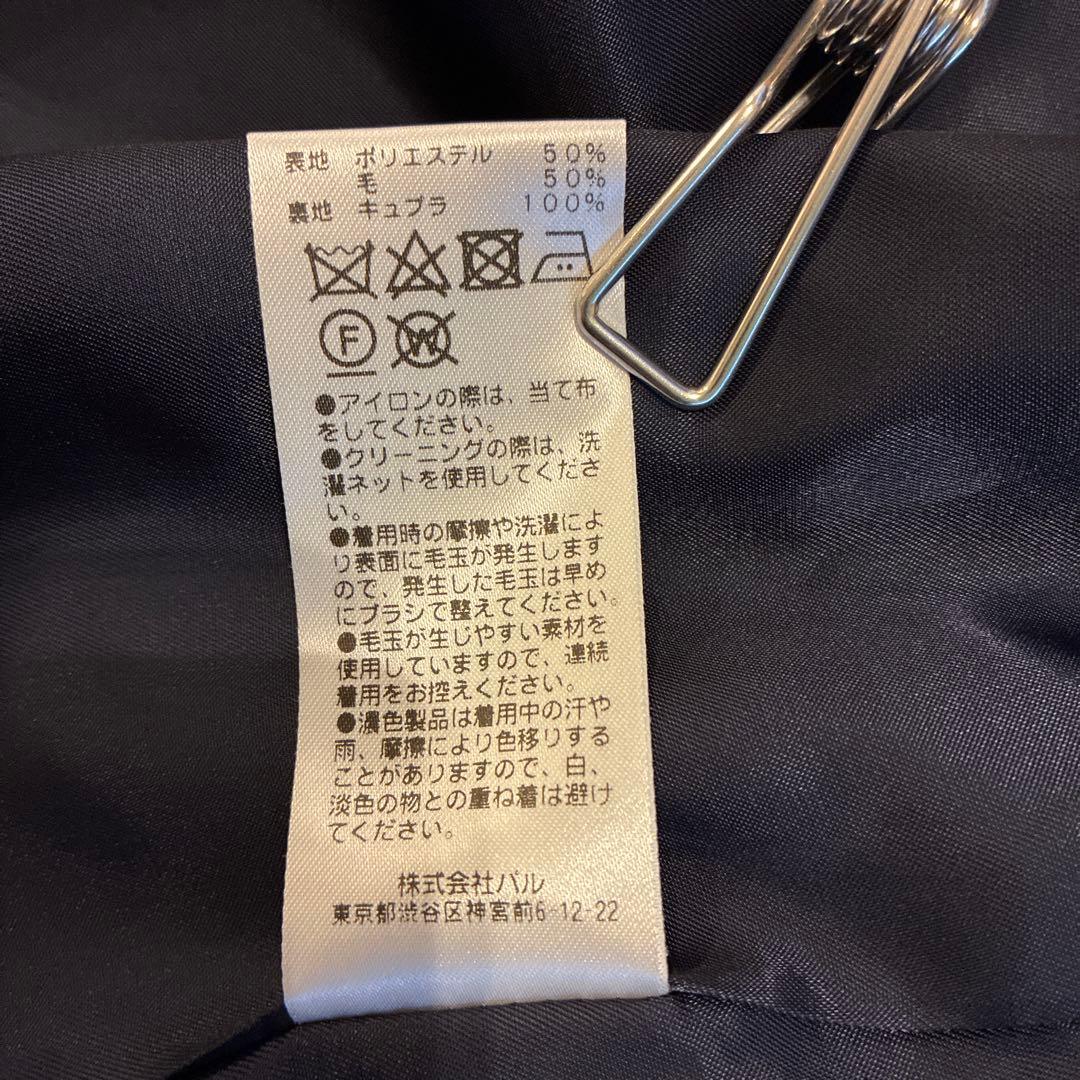 表地 ポリエステル 50%
毛 50%
裏地 キュプラ 100%
F
W
●アイロンの際は、当て布
をしてください。
●クリーニングの際は、洗
濯ネットを使用してくださ
い。
●着用時の摩擦や洗濯によ
り表面に毛玉が発生します
ので、発生した毛玉は早め
にブラシで整えてください。
●毛玉が生じやすい素材を
使用していますので、連続
着用をお控えください。
●濃色製品は着用中の汗や
雨、摩擦により色移りする
ことがありますので、白、
淡色の物との重ね着は避け
てください。
株式会社パル
東京都渋谷区神宮前6-12-22